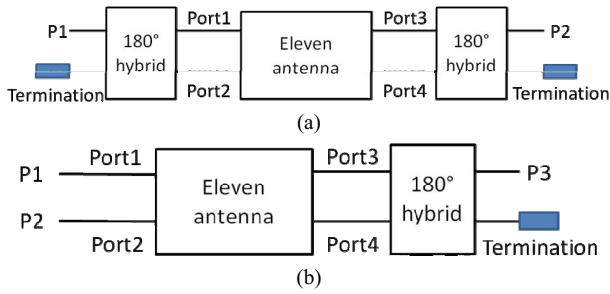 P1 Port1 Port3 P2
180° hybrid Eleven antenna 180° hybrid
Termination Port2 Port4 Termination
(a)
P1 Port1 Port3 P3
Eleven antenna 180° hybrid
P2 Port2 Port4 Termination
(b)